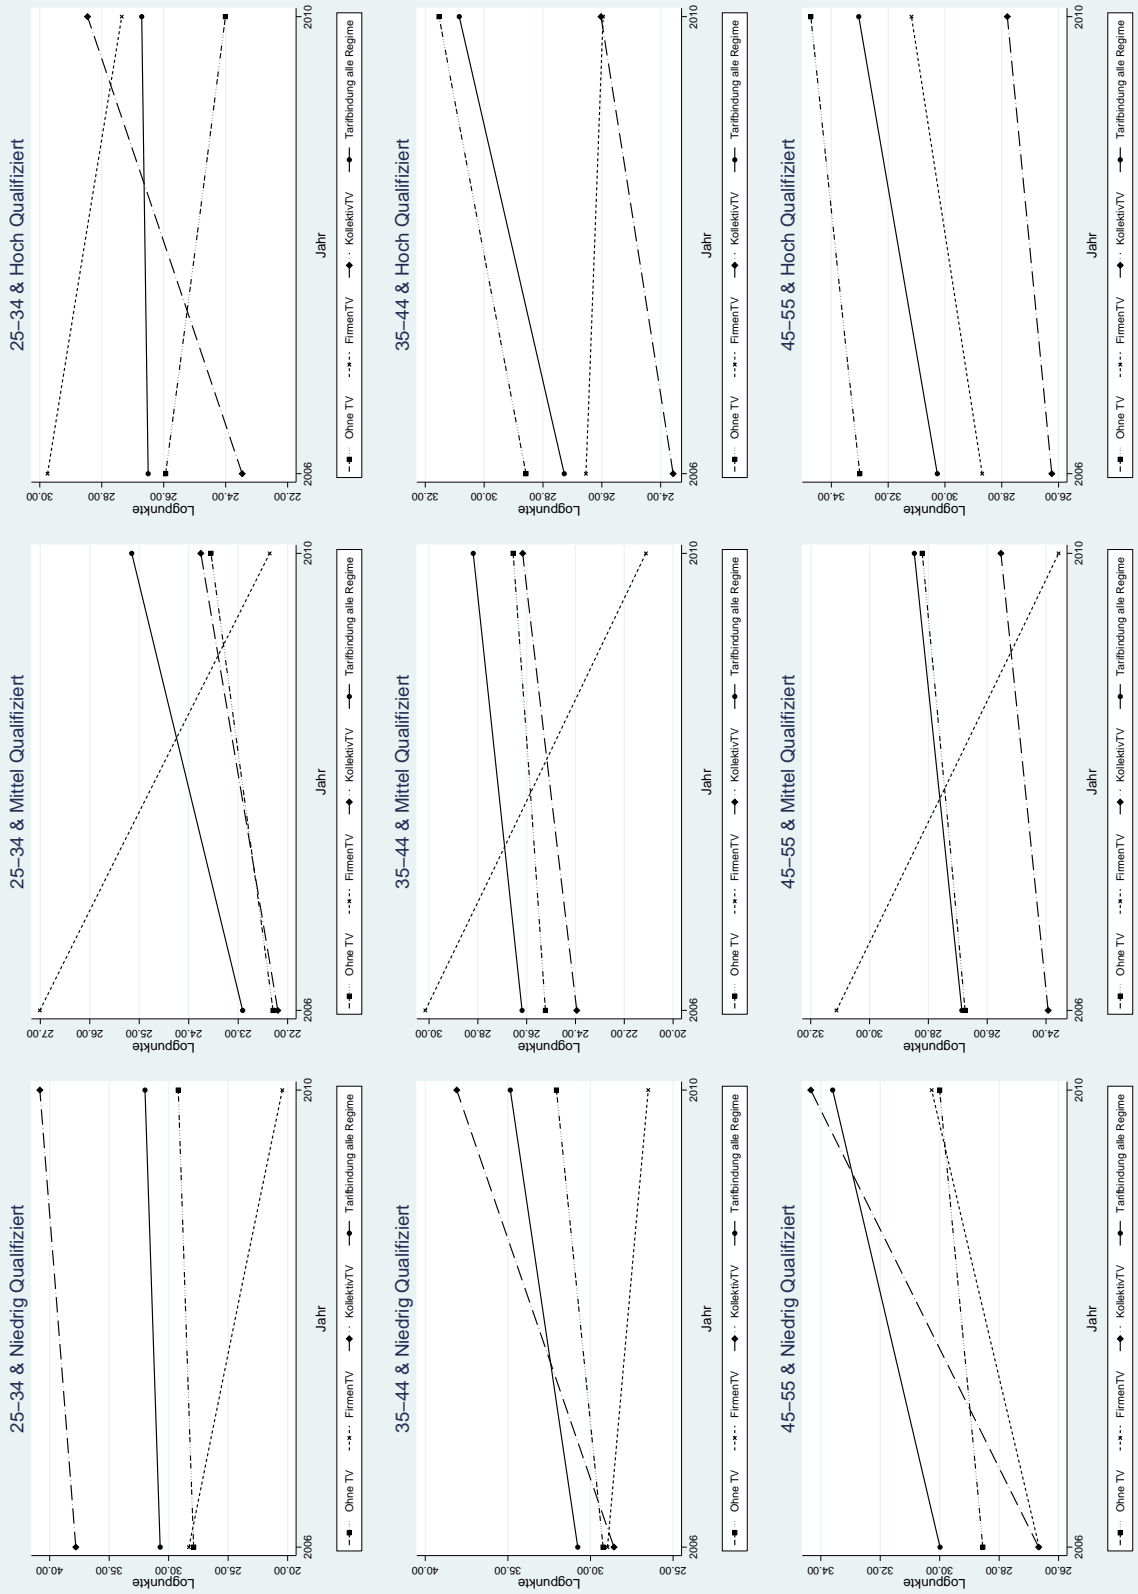 25–34 & Niedrig Qualifiziert
Logpunkte
40.00
35.00
30.00
25.00
20.00
2006
2010
Jahr
Ohne TV FirmenTV KollektivTV Tarifbindung alle Regime
25–34 & Mittel Qualifiziert
Logpunkte
27.00
26.00
25.00
24.00
23.00
22.00
2006
2010
Jahr
Ohne TV FirmenTV KollektivTV Tarifbindung alle Regime
25–34 & Hoch Qualifiziert
Logpunkte
30.00
28.00
26.00
24.00
22.00
2006
2010
Jahr
Ohne TV FirmenTV KollektivTV Tarifbindung alle Regime
35–44 & Niedrig Qualifiziert
Logpunkte
40.00
35.00
30.00
25.00
2006
2010
Jahr
Ohne TV FirmenTV KollektivTV Tarifbindung alle Regime
35–44 & Mittel Qualifiziert
Logpunkte
30.00
28.00
26.00
24.00
22.00
20.00
2006
2010
Jahr
Ohne TV FirmenTV KollektivTV Tarifbindung alle Regime
35–44 & Hoch Qualifiziert
Logpunkte
32.00
30.00
28.00
26.00
24.00
2006
2010
Jahr
Ohne TV FirmenTV KollektivTV Tarifbindung alle Regime
45–55 & Niedrig Qualifiziert
Logpunkte
34.00
32.00
30.00
28.00
26.00
2006
2010
Jahr
Ohne TV FirmenTV KollektivTV Tarifbindung alle Regime
45–55 & Mittel Qualifiziert
Logpunkte
32.00
30.00
28.00
26.00
24.00
2006
2010
Jahr
Ohne TV FirmenTV KollektivTV Tarifbindung alle Regime
45–55 & Hoch Qualifiziert
Logpunkte
34.00
32.00
30.00
28.00
26.00
2006
2010
Jahr
Ohne TV FirmenTV KollektivTV Tarifbindung alle Regime